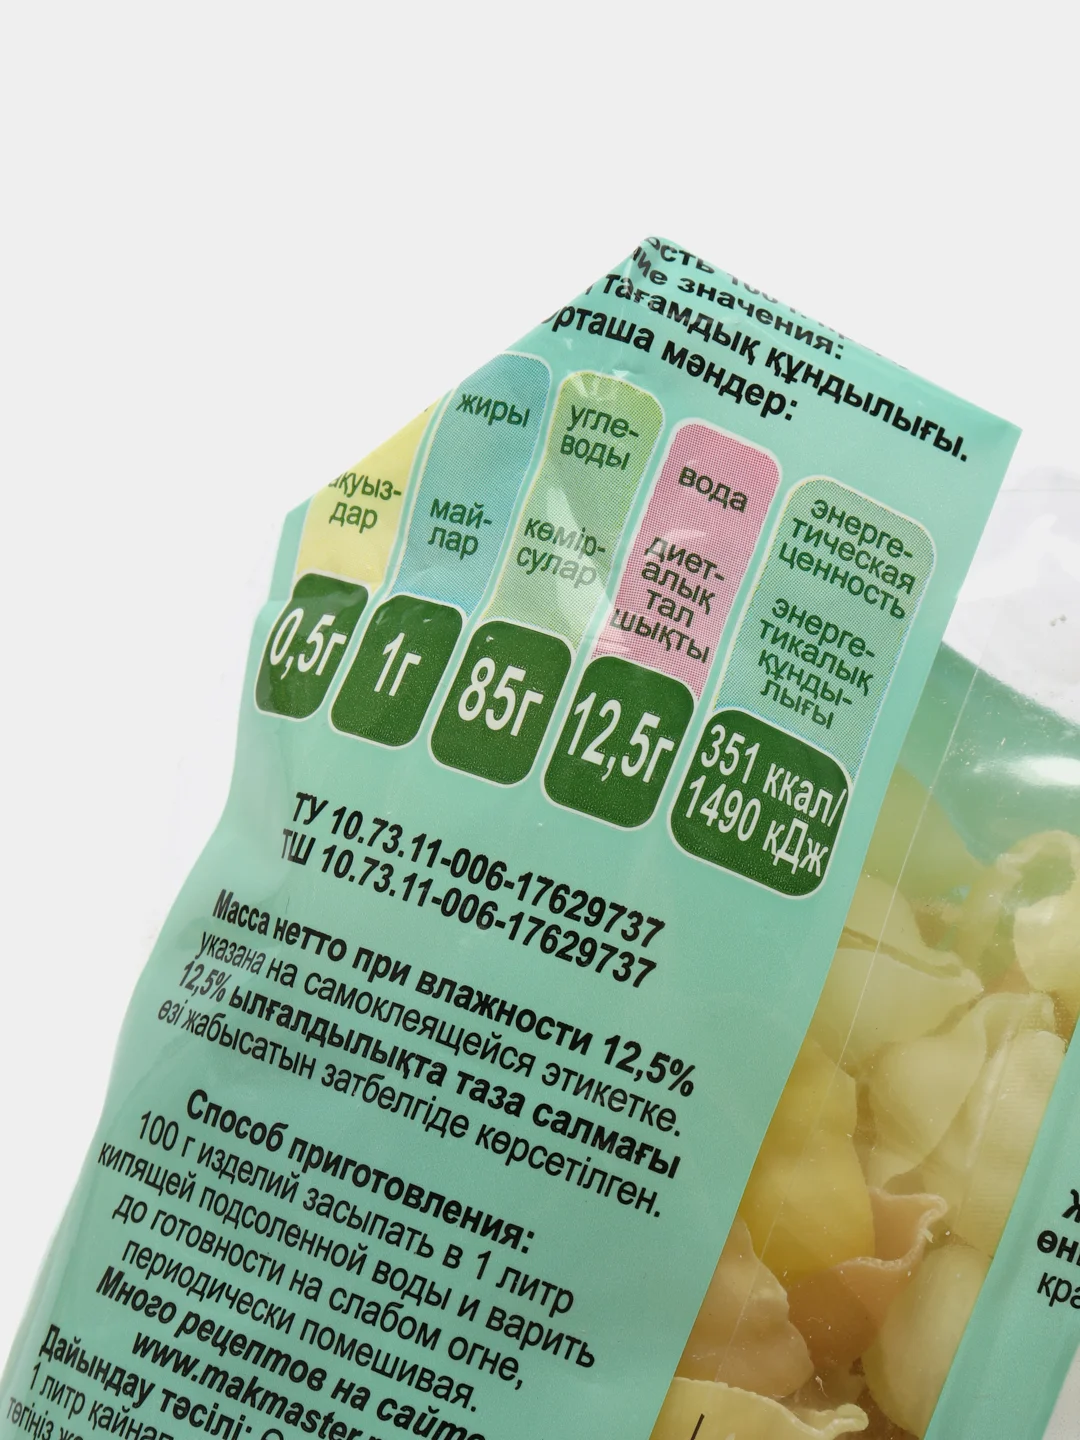 значения:
тағамдық құндылығы.
мәндер:
жиры
май-
лар
дар
угле-
воды
көмір-
сулар
вода
диет-
алық
тал
шықты
энерге-
тическая
ценность
энерге-
тикалық
құнды-
лығы
0,5г
1г
85г
12,5г
351 ккал/
1490 кДж
ТУ 10.73.11-006-17629737
ТШ 10.73.11-006-17629737
Масса нетто при влажности 12,5%
указана на самоклеящейся этикетке.
12,5% ылғалдылықта таза салмағы
өзі жабысатын затбелгіде көрсетілген.
Способ приготовления:
100 г изделий засыпать в 1 литр
кипящей подсоленной воды и варить
до готовности на слабом огне,
периодически помешивая.
Много рецептов на сайте
www.makmaster
Дайындау тәсілі:
1 литр